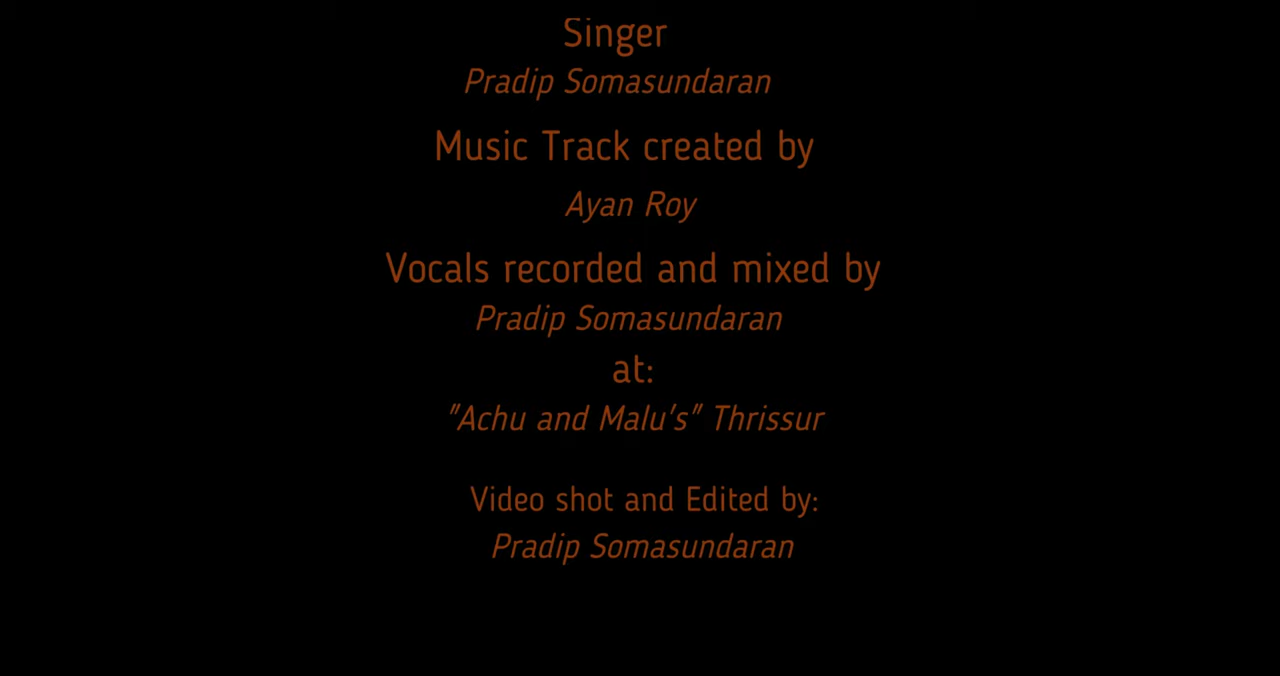 Singer
Pradip Somasundaran
Music Track created by
Ayan Roy
Vocals recorded and mixed by
Pradip Somasundaran
at:
"Achu and Malu's" Thrissur
Video shot and Edited by:
Pradip Somasundaran